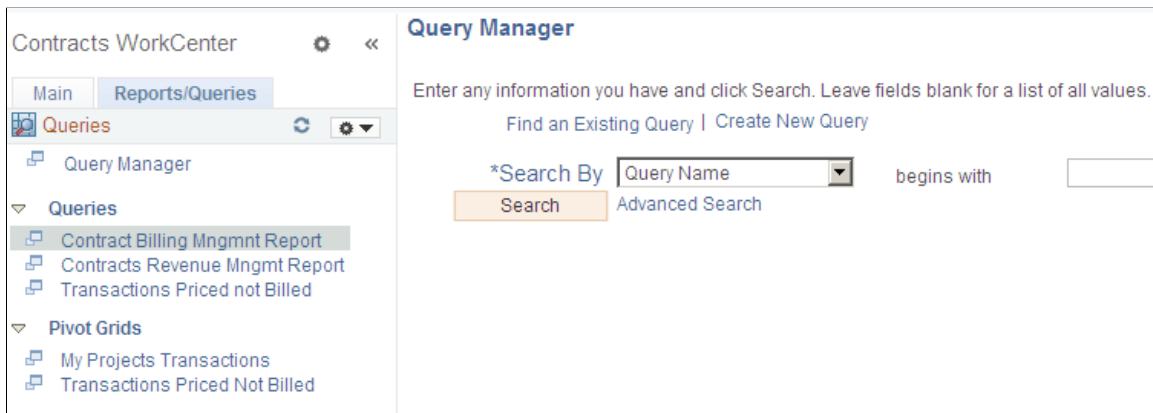 Contracts WorkCenter
Main
Reports/Queries
Queries
Query Manager
Queries
Contract Billing Mngmnt Report
Contracts Revenue Mngmt Report
Transactions Priced not Billed
Pivot Grids
My Projects Transactions
Transactions Priced Not Billed
Query Manager
Enter any information you have and click Search. Leave fields blank for a list of all values.
Find an Existing Query | Create New Query
*Search By Query Name begins with
Search Advanced Search